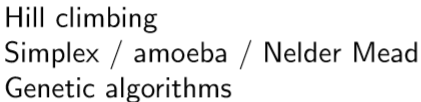 Hill climbing
Simplex / amoeba / Nelder Mead
Genetic algorithms